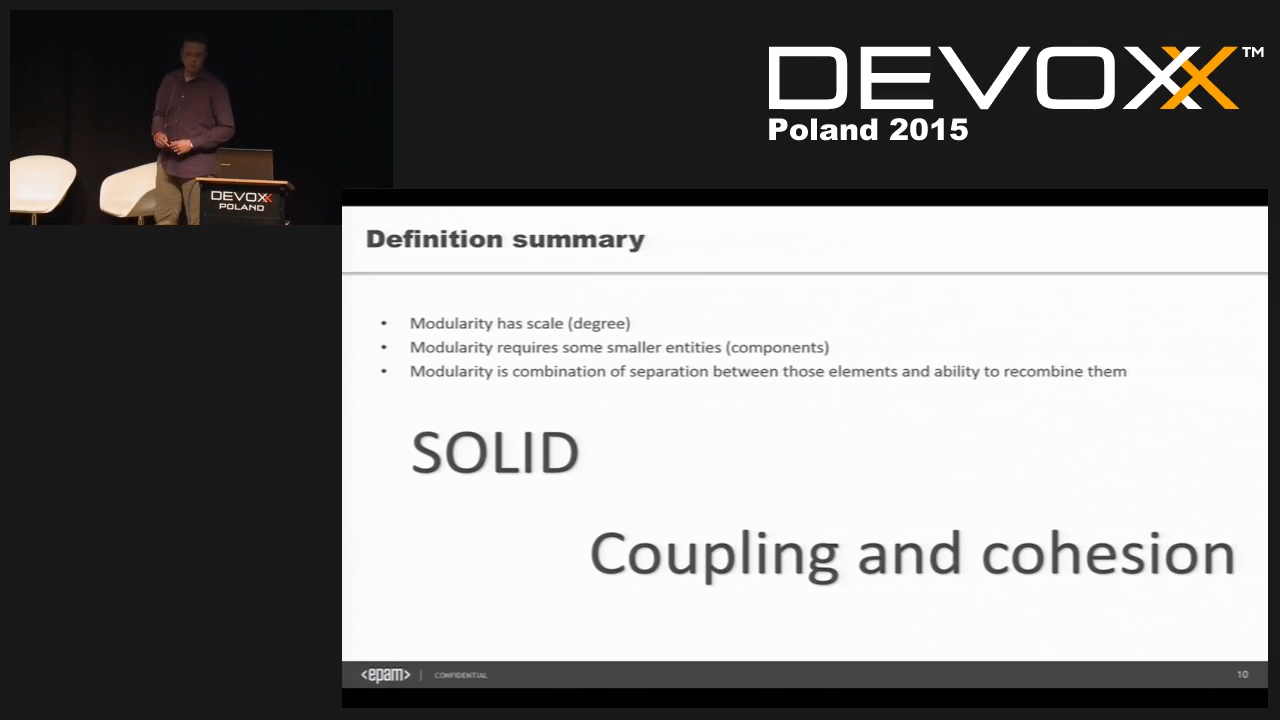 DEVOXX™
Poland 2015
DEVOXX
POLAND
Definition summary
• Modularity has scale (degree)
• Modularity requires some smaller entities (components)
• Modularity is combination of separation between those elements and ability to recombine them
SOLID
Coupling and cohesion
<epam> | CONFIDENTIAL
10